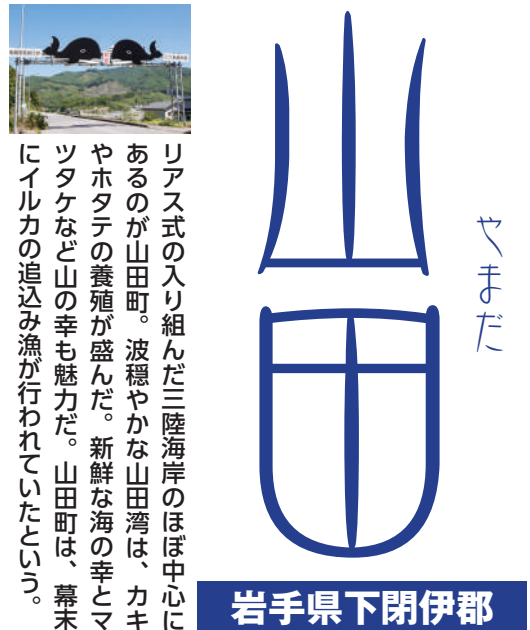 山田
やまだ
岩手県下閉伊郡
リアス式の入り組んだ三陸海岸のほぼ中心に
あるのが山田町。波穏やかな山田湾は、カキ
やホタテの養殖が盛んだ。新鮮な海の幸とマ
ツタケなど山の幸も魅力だ。山田町は、幕末
にイルカの追込み漁が行われていたという。